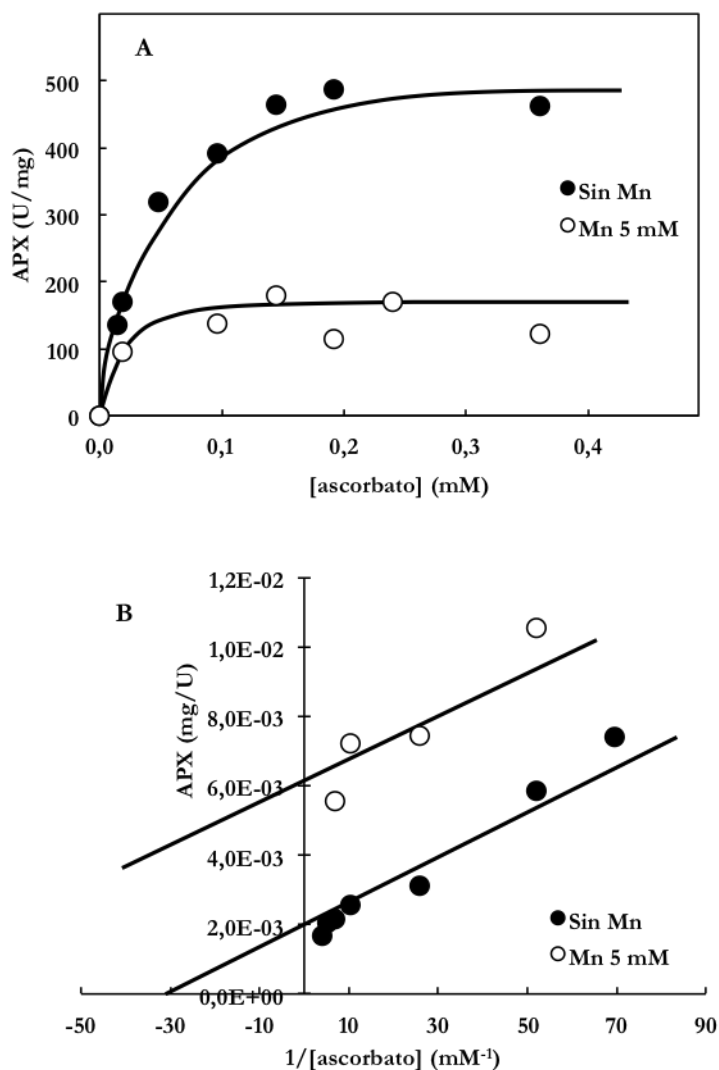 A
APX (U/mg)
500
400
300
200
100
0
Sin Mn
Mn 5 mM
0,0
0,1
0,2
0,3
0,4
[ascorbato] (mM)
B
APX (mg/U)
1,2E-02
1,0E-02
8,0E-03
6,0E-03
4,0E-03
2,0E-03
0,0E+00
Sin Mn
Mn 5 mM
-50
-30
-10
10
30
50
70
90
1/[ascorbato] (mM⁻¹)